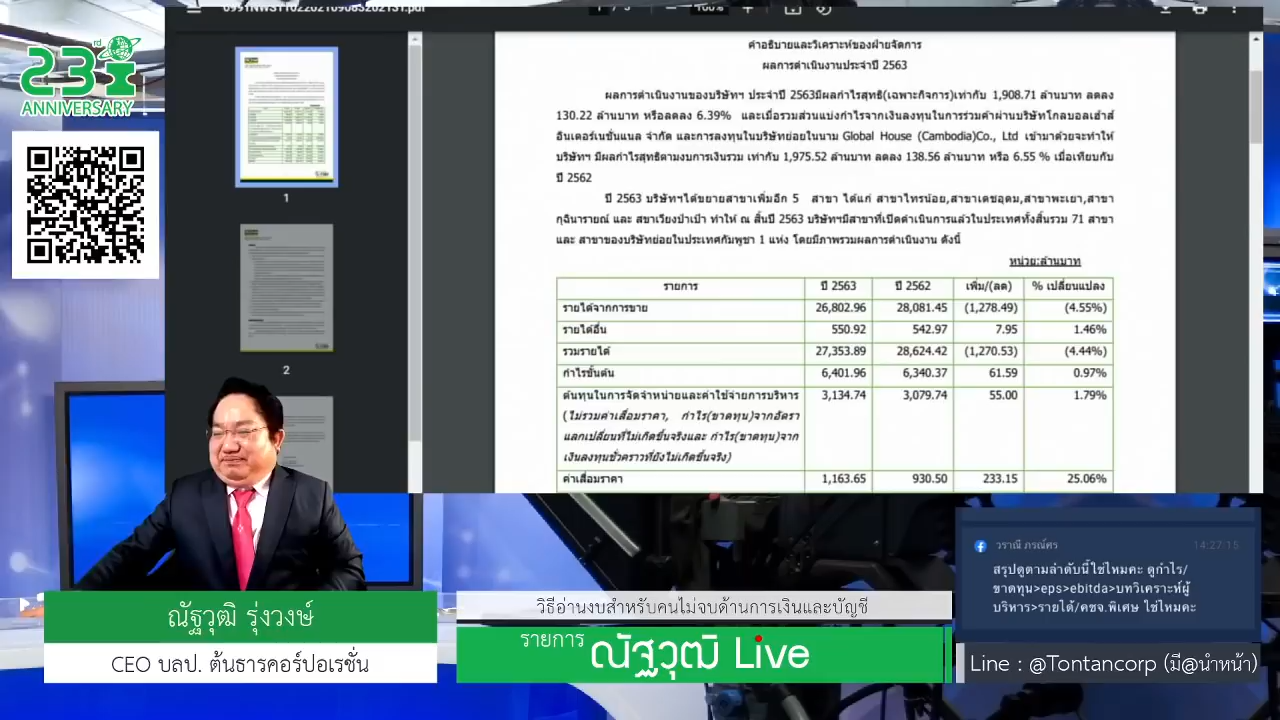 23rd
ANNIVERSARY
1
2
คำอธิบายและวิเคราะห์ของฝ่ายจัดการ
ผลการดำเนินงานประจำปี 2563
ผลการดำเนินงานของบริษัทฯ ประจำปี 2563มีผลกำไรสุทธิ(เฉพาะกิจการ)เท่ากับ 1,908.71 ล้านบาท ลดลง
130.22 ล้านบาท หรือลดลง 6.39% และเมื่อรวมส่วนแบ่งกำไรจากเงินลงทุนในการร่วมค้าผ่านบริษัทโกลบอลเฮ้าส์
อินเตอร์เนชั่นแนล จำกัด และการลงทุนในบริษัทย่อยในนาม Global House (Cambodia)Co., Ltd เข้ามาด้วยจะทำให้
บริษัทฯ มีผลกำไรสุทธิตามงบการเงินรวม เท่ากับ 1,975.52 ล้านบาท ลดลง 138.56 ล้านบาท หรือ 6.55 % เมื่อเทียบกับ
ปี 2562
ปี 2563 บริษัทฯได้ขยายสาขาเพิ่มอีก 5 สาขา ได้แก่ สาขาไทรน้อย,สาขาเดชอุดม,สาขาพะเยา,สาขา
กุฉินารายณ์ และ สขาเวียงป่าเป้า ทำให้ ณ สิ้นปี 2563 บริษัทฯมีสาขาที่เปิดดำเนินการแล้วในประเทศทั้งสิ้นรวม 71 สาขา
และ สาขาของบริษัทย่อยในประเทศกัมพูชา 1 แห่ง โดยมีภาพรวมผลการดำเนินงาน ดังนี้
หน่วย:ล้านบาท
รายการ ปี 2563 ปี 2562 เพิ่ม/(ลด) % เปลี่ยนแปลง
รายได้จากการขาย 26,802.96 28,081.45 (1,278.49) (4.55%)
รายได้อื่น 550.92 542.97 7.95 1.46%
รวมรายได้ 27,353.89 28,624.42 (1,270.53) (4.44%)
กำไรขั้นต้น 6,401.96 6,340.37 61.59 0.97%
ต้นทุนในการจัดจำหน่ายและค่าใช้จ่ายการบริหาร 3,134.74 3,079.74 55.00 1.79%
(ไม่รวมค่าเสื่อมราคา, กำไร(ขาดทุน)จากอัตรา
แลกเปลี่ยนที่ไม่เกิดขึ้นจริงและ กำไร(ขาดทุน)จาก
เงินลงทุนชั่วคราวที่ยังไม่เกิดขึ้นจริง)
ค่าเสื่อมราคา 1,163.65 930.50 233.15 25.06%
วราณี ภรณ์ศร 14:27:15
สรุปดูตามลำดับนี้ใช่ไหมคะ ดูกำไร/
ขาดทุน>eps>ebitda>บทวิเคราะห์ผู้
บริหาร>รายได้/คชจ.พิเศษ ใช่ไหมคะ
ณัฐวุฒิ รุ่งวงษ์
CEO บลป. ต้นธารคอร์ปอเรชั่น
วิธีอ่านงบสำหรับคนไม่จบด้านการเงินและบัญชี
รายการ ณัฐวุฒิ Live
Line : @Tontancorp (มี@นำหน้า)